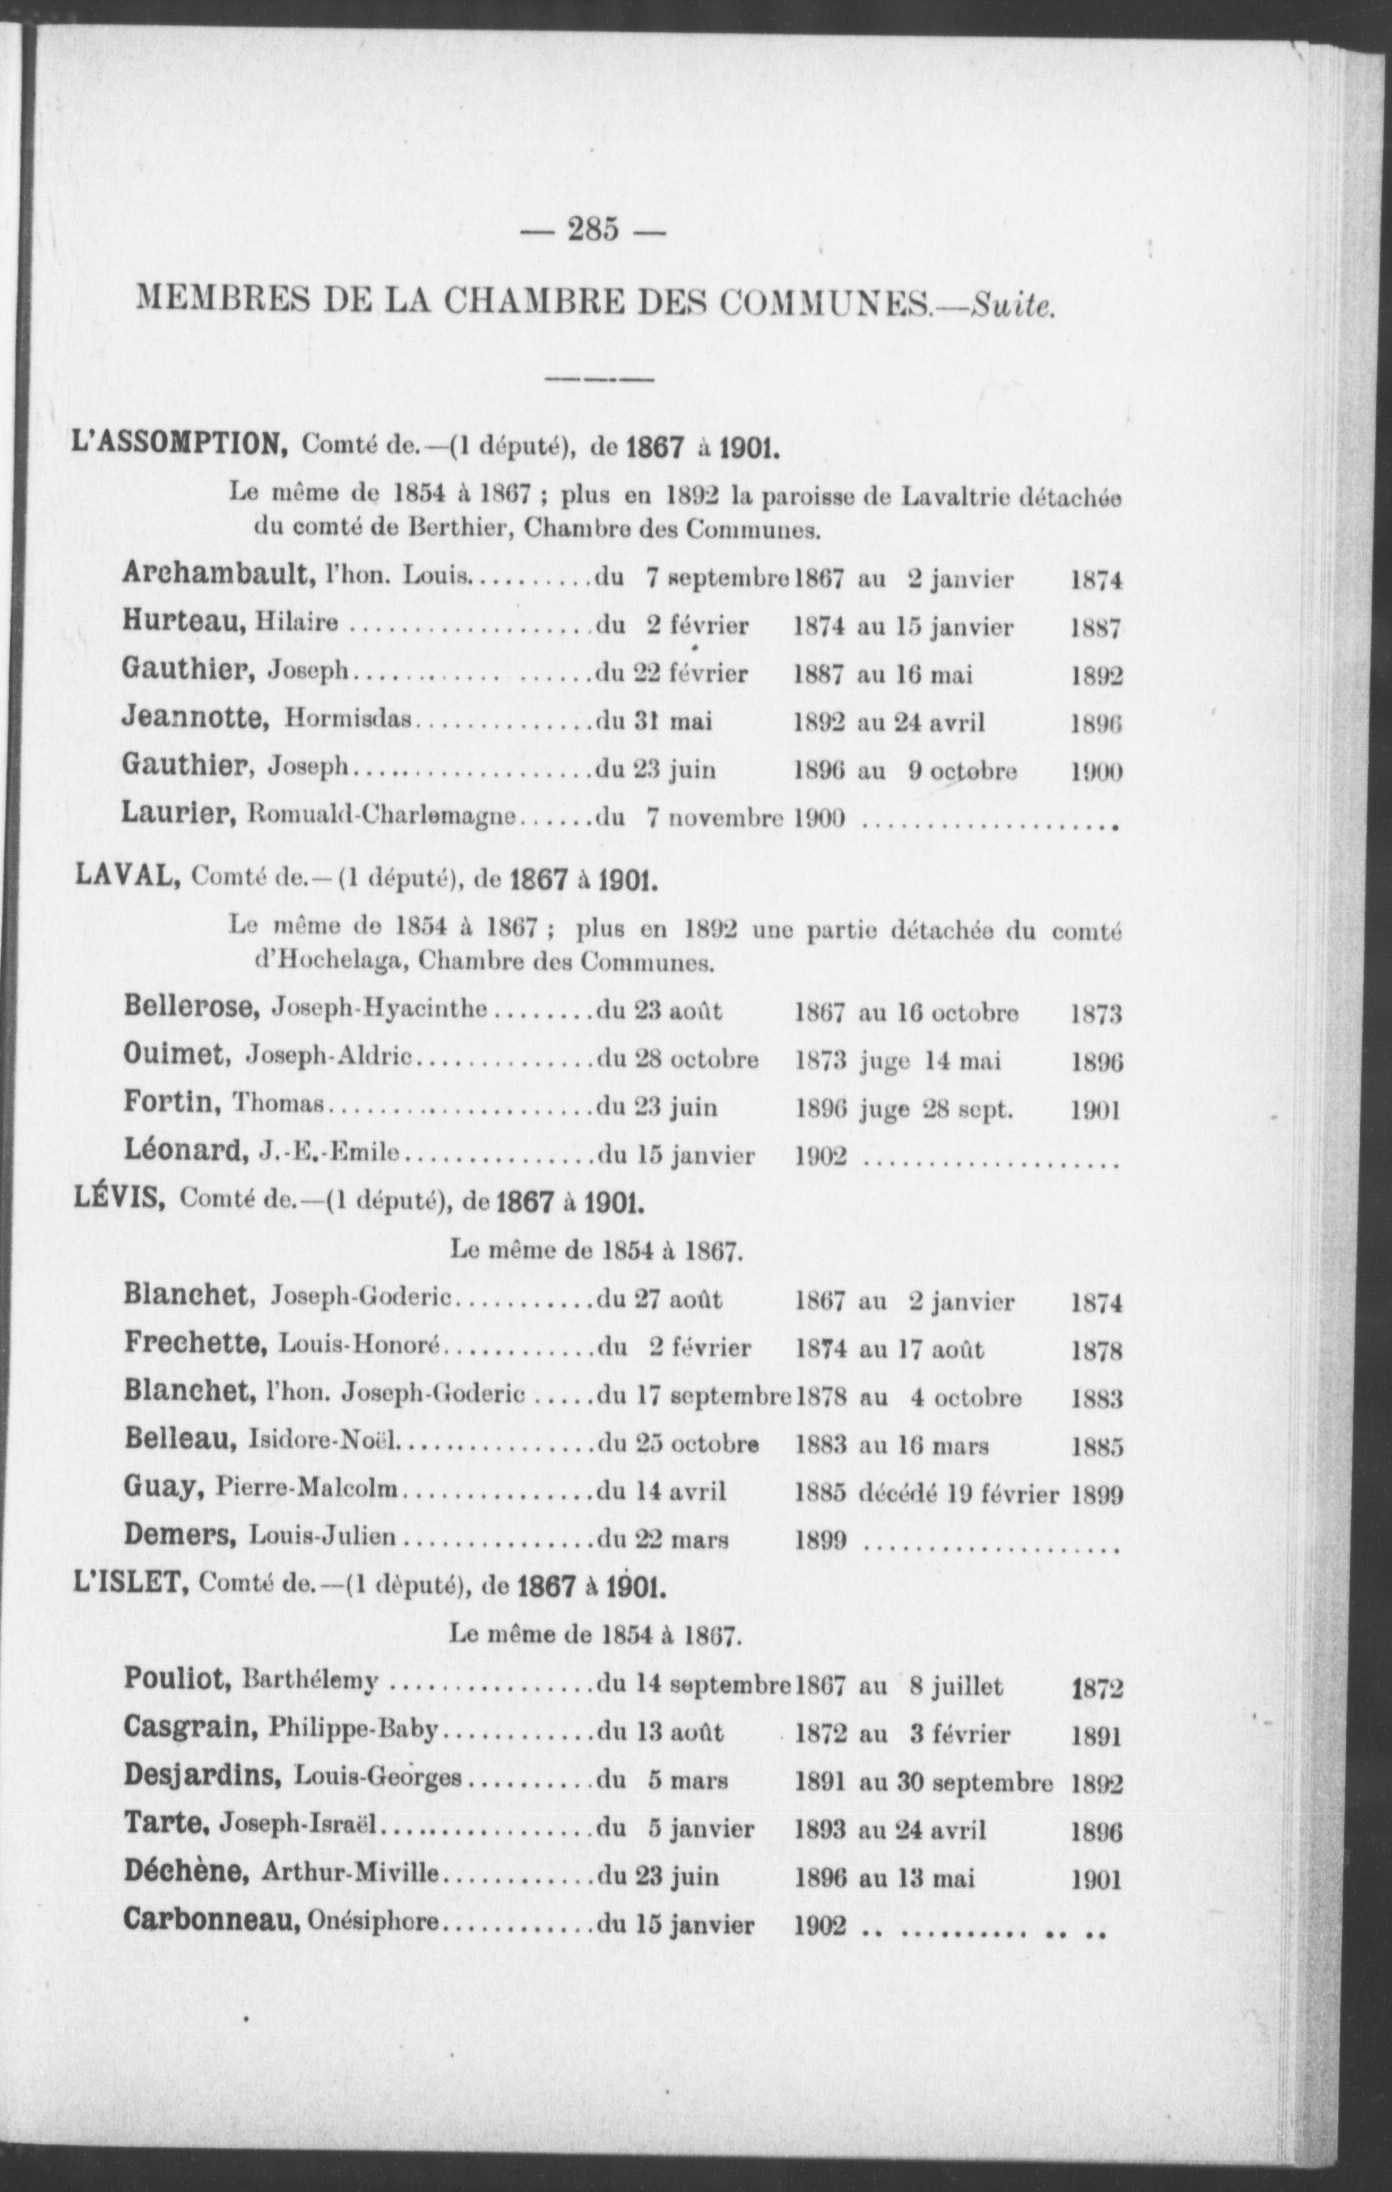 — 285 —
MEMBRES DE LA CHAMBRE DES COMMUNES.—Suite.
L'ASSOMPTION, Comté de.—(1 député), de 1867 à 1901.
Le même de 1854 à 1867 ; plus en 1892 la paroisse de Lavaltrie détachée
du comté de Berthier, Chambre des Communes.
Archambault, l'hon. Louis..........du 7 septembre 1867 au 2 janvier 1874
Hurteau, Hilaire ...................du 2 février 1874 au 15 janvier 1887
Gauthier, Joseph............ ......du 22 février 1887 au 16 mai 1892
Jeannotte, Hormisdas..............du 31 mai 1892 au 24 avril 1896
Gauthier, Joseph...................du 23 juin 1896 au 9 octobre 1900
Laurier, Romuald-Charlemagne......du 7 novembre 1900 ....................
LAVAL, Comté de.—(1 député), de 1867 à 1901.
Le même de 1854 à 1867 ; plus en 1892 une partie détachée du comté
d'Hochelaga, Chambre des Communes.
Bellerose, Joseph-Hyacinthe........du 23 août 1867 au 16 octobre 1873
Ouimet, Joseph-Aldric..............du 28 octobre 1873 juge 14 mai 1896
Fortin, Thomas.....................du 23 juin 1896 juge 28 sept. 1901
Léonard, J.-E.-Emile...............du 15 janvier 1902 ....................
LÉVIS, Comté de.—(1 député), de 1867 à 1901.
Le même de 1854 à 1867.
Blanchet, Joseph-Goderic...........du 27 août 1867 au 2 janvier 1874
Frechette, Louis-Honoré............du 2 février 1874 au 17 août 1878
Blanchet, l'hon. Joseph-Goderic .....du 17 septembre 1878 au 4 octobre 1883
Belleau, Isidore-Noël................du 25 octobre 1883 au 16 mars 1885
Guay, Pierre-Malcolm...............du 14 avril 1885 décédé 19 février 1899
Demers, Louis-Julien ...............du 22 mars 1899 ....................
L'ISLET, Comté de.—(1 dèputé), de 1867 à 1901.
Le même de 1854 à 1867.
Pouliot, Barthélemy ................du 14 septembre 1867 au 8 juillet 1872
Casgrain, Philippe-Baby............du 13 août 1872 au 3 février 1891
Desjardins, Louis-Georges..........du 5 mars 1891 au 30 septembre 1892
Tarte, Joseph-Israël.................du 5 janvier 1893 au 24 avril 1896
Déchène, Arthur-Miville............du 23 juin 1896 au 13 mai 1901
Carbonneau, Onésiphore............du 15 janvier 1902 .. .......... .. ..